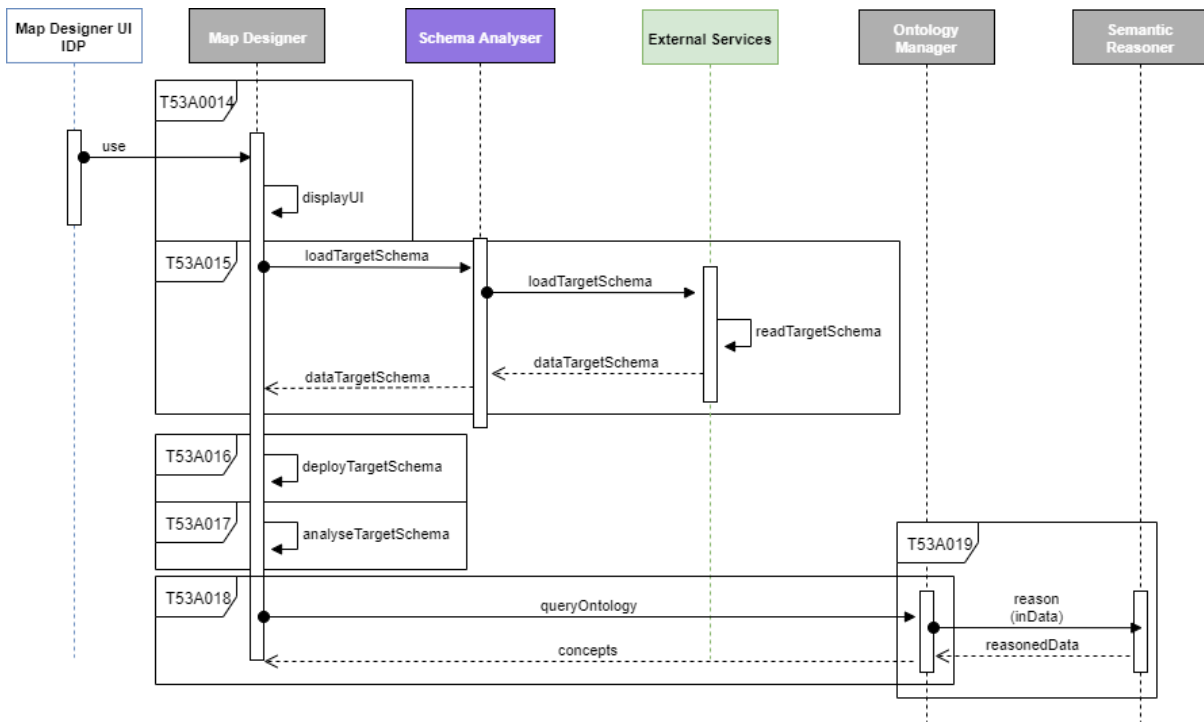 Map Designer UI
IDP
Map Designer
Schema Analyser
External Services
Ontology
Manager
Semantic
Reasoner
T53A0014
use
displayUI
T53A015
loadTargetSchema
loadTargetSchema
readTargetSchema
dataTargetSchema
dataTargetSchema
T53A016
deployTargetSchema
T53A017
analyseTargetSchema
T53A019
T53A018
queryOntology
reason
(inData)
concepts
reasonedData